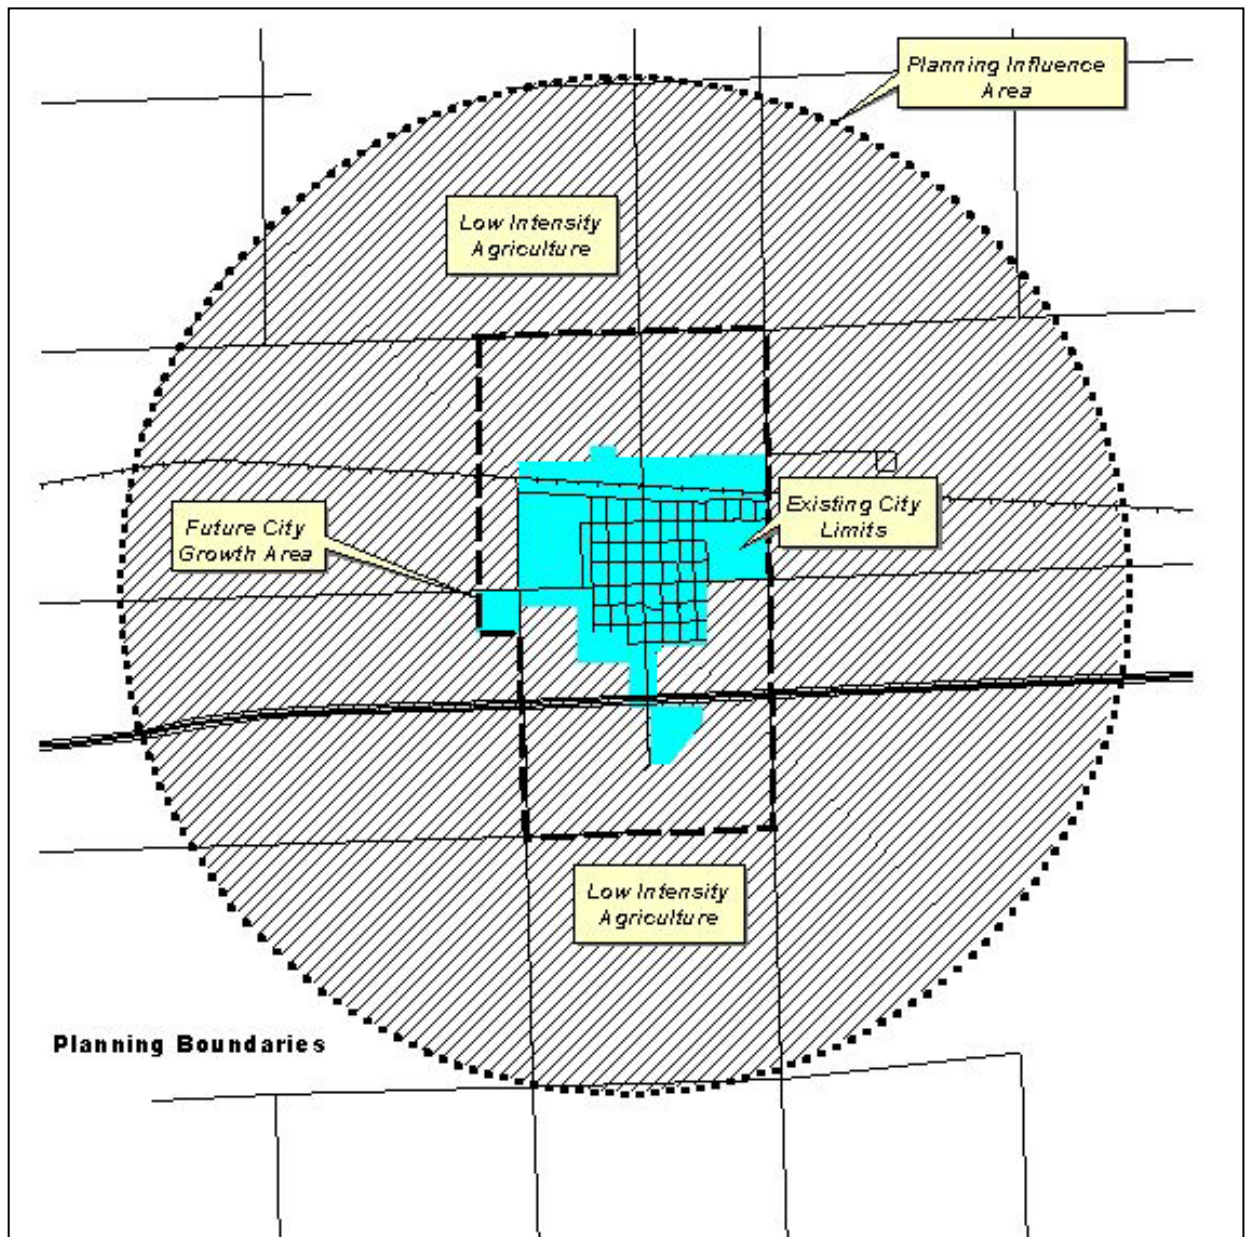 Planning Influence
Area
Low Intensity
Agriculture
Future City
Growth Area
Existing City
Limits
Low Intensity
Agriculture
Planning Boundaries